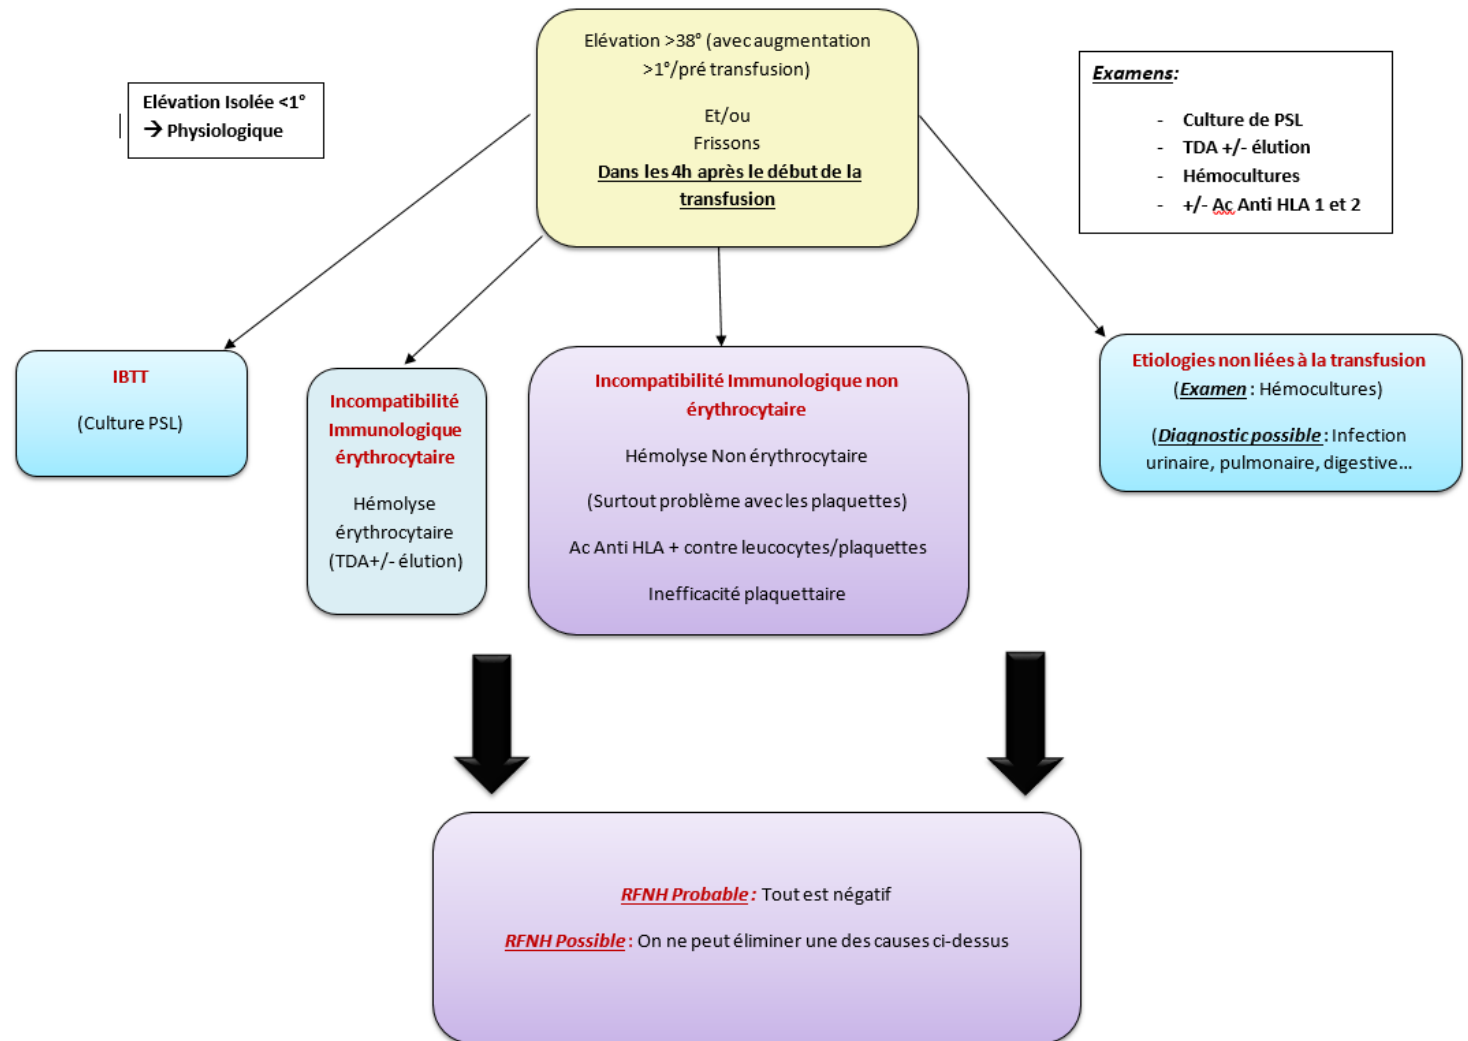 Elévation >38° (avec augmentation
>1°/pré transfusion)
Et/ou
Frissons
Dans les 4h après le début de la
transfusion
Elévation Isolée <1°
→ Physiologique
Examens:
- Culture de PSL
- TDA +/- élution
- Hémocultures
- +/- Ac Anti HLA 1 et 2
IBTT
(Culture PSL)
Incompatibilité
Immunologique
érythrocytaire
Hémolyse
érythrocytaire
(TDA+/- élution)
Incompatibilité Immunologique non
érythrocytaire
Hémolyse Non érythrocytaire
(Surtout problème avec les plaquettes)
Ac Anti HLA + contre leucocytes/plaquettes
Inefficacité plaquettaire
Etiologies non liées à la transfusion
(Examen : Hémocultures)
(Diagnostic possible : Infection
urinaire, pulmonaire, digestive...
RFNH Probable : Tout est négatif
RFNH Possible : On ne peut éliminer une des causes ci-dessus